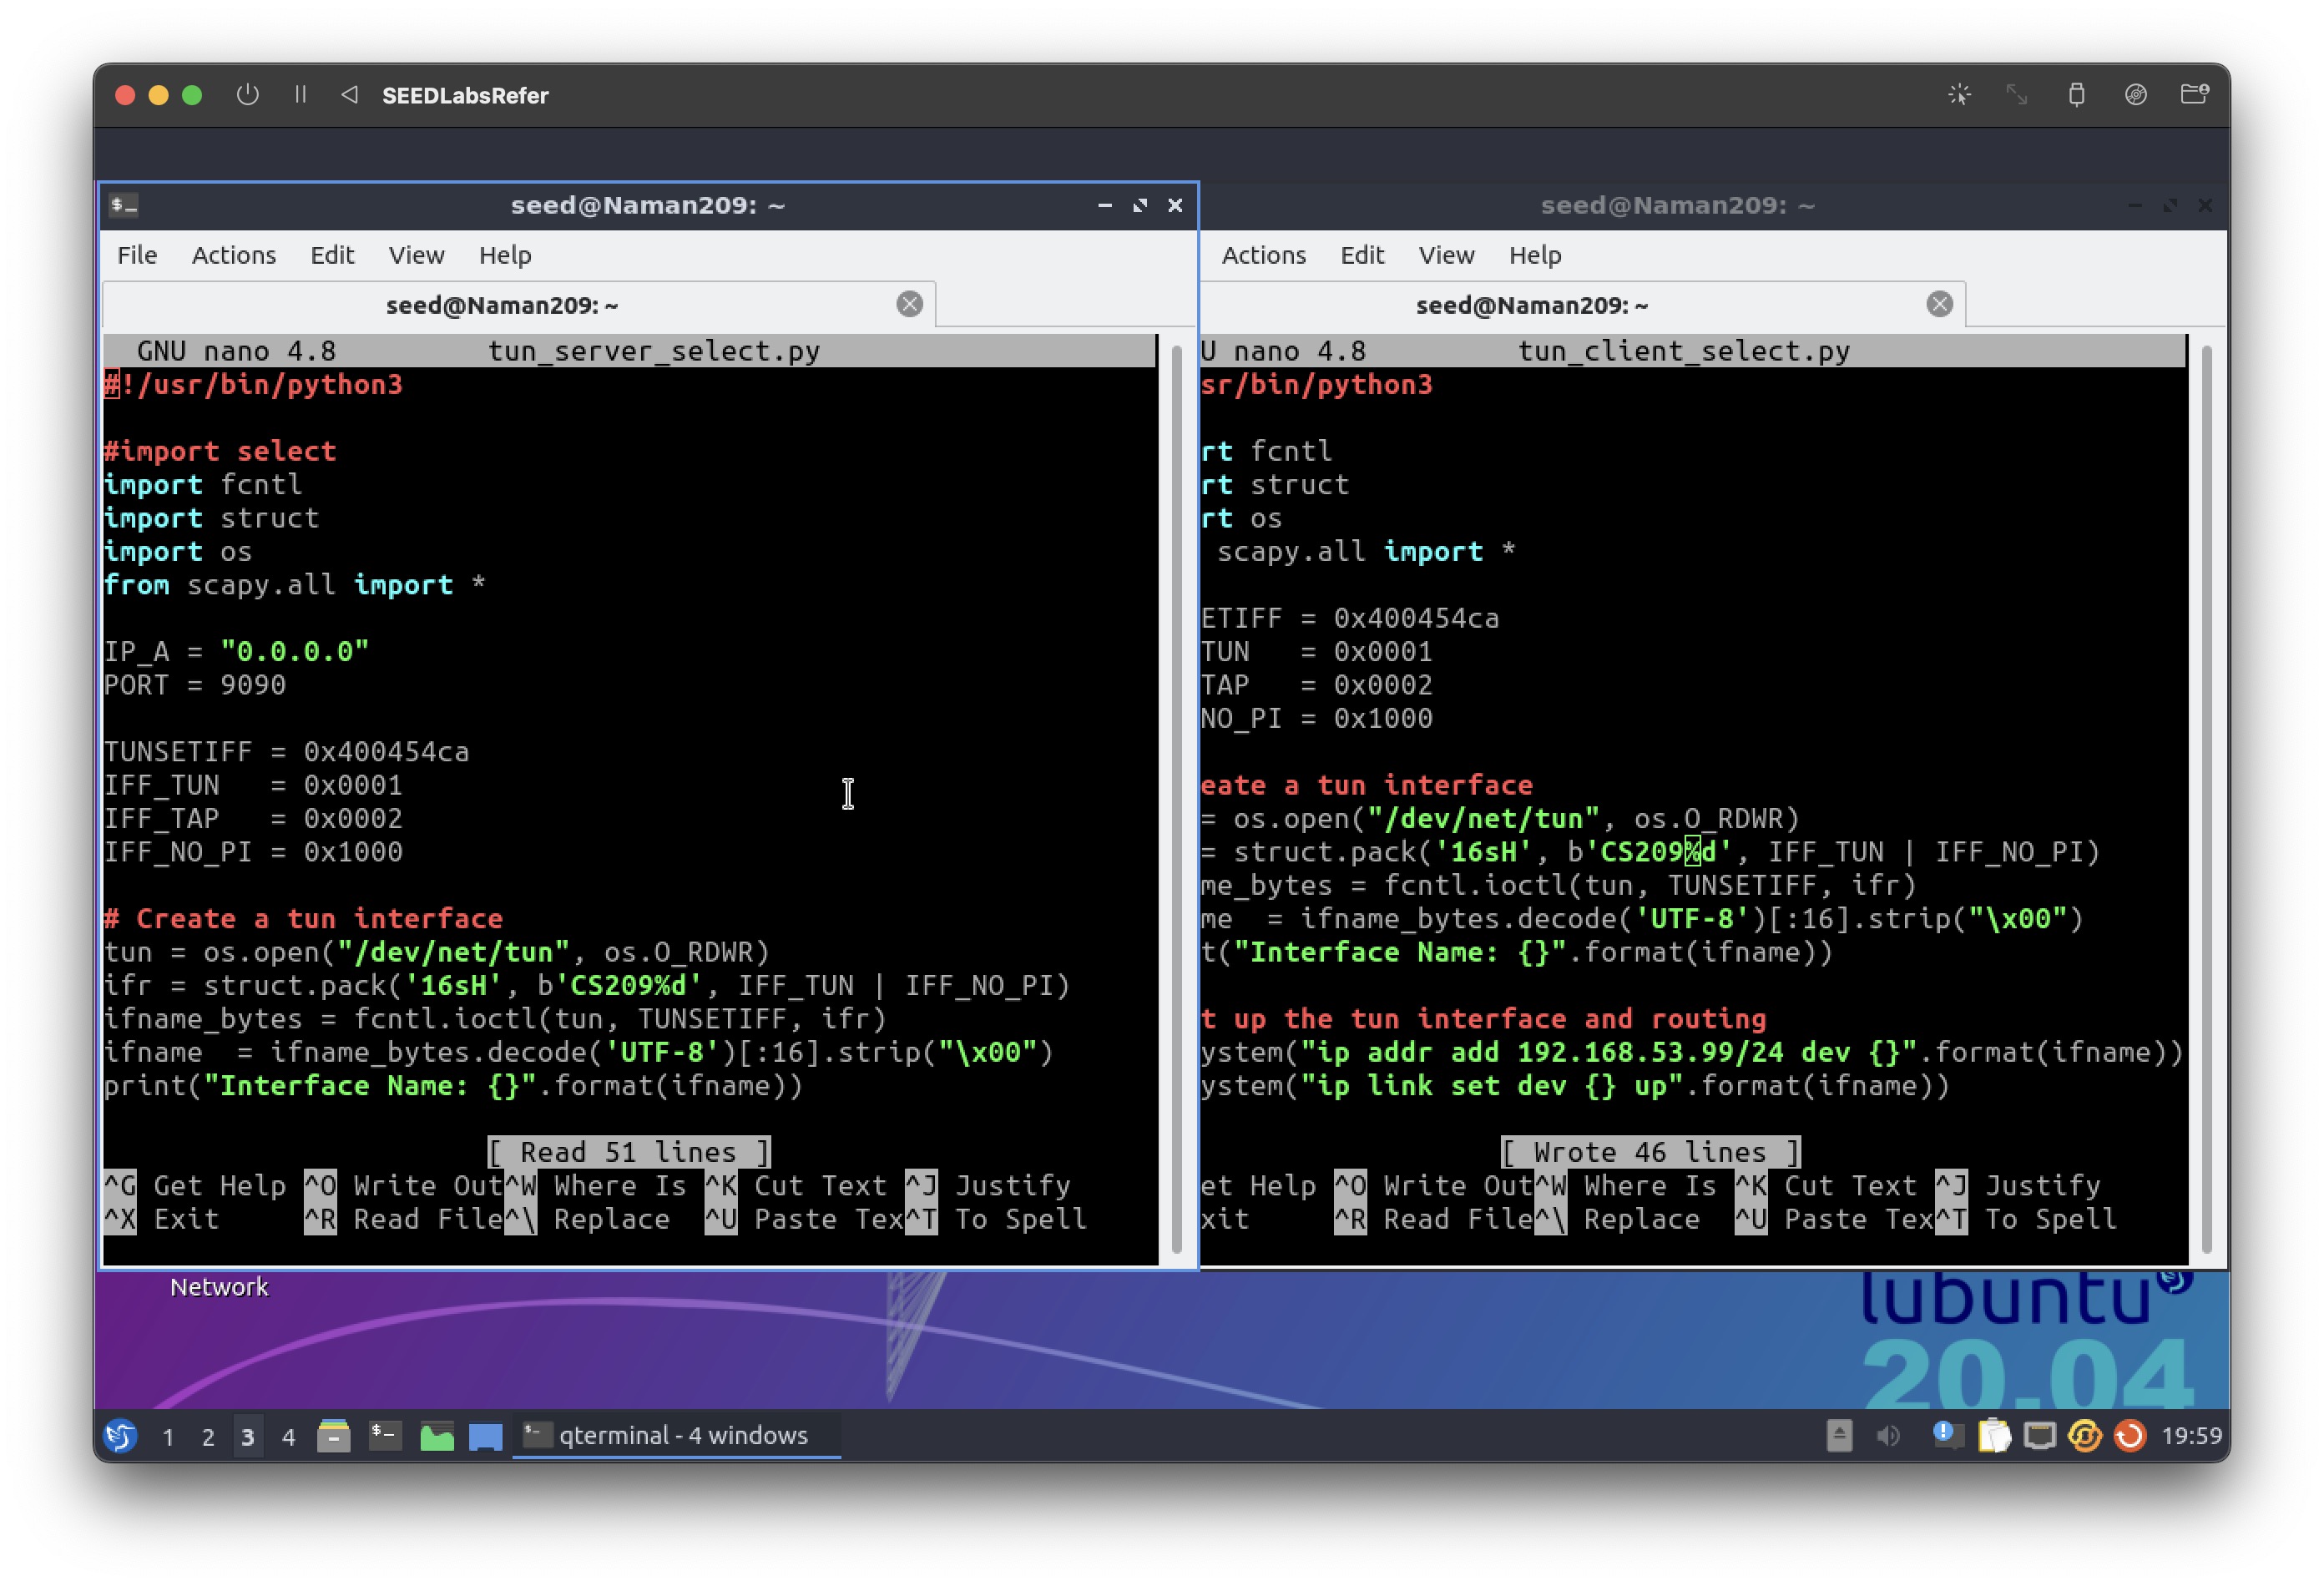 SEEDLabsRefer
seed@Naman209: ~
File Actions Edit View Help
seed@Naman209: ~
GNU nano 4.8 tun_server_select.py
#!/usr/bin/python3
#import select
import fcntl
import struct
import os
from scapy.all import *
IP_A = "0.0.0.0"
PORT = 9090
TUNSETIFF = 0x400454ca
IFF_TUN   = 0x0001
IFF_TAP   = 0x0002
IFF_NO_PI = 0x1000
# Create a tun interface
tun = os.open("/dev/net/tun", os.O_RDWR)
ifr = struct.pack('16sH', b'CS209%d', IFF_TUN | IFF_NO_PI)
ifname_bytes = fcntl.ioctl(tun, TUNSETIFF, ifr)
ifname  = ifname_bytes.decode('UTF-8')[:16].strip("\x00")
print("Interface Name: {}".format(ifname))
[ Read 51 lines ]
^G Get Help ^O Write Out ^W Where Is ^K Cut Text ^J Justify
^X Exit ^R Read File ^\ Replace ^U Paste Tex ^T To Spell
seed@Naman209: ~
Actions Edit View Help
seed@Naman209: ~
U nano 4.8 tun_client_select.py
sr/bin/python3
rt fcntl
rt struct
rt os
scapy.all import *
ETIFF = 0x400454ca
TUN   = 0x0001
TAP   = 0x0002
NO_PI = 0x1000
eate a tun interface
= os.open("/dev/net/tun", os.O_RDWR)
= struct.pack('16sH', b'CS209%d', IFF_TUN | IFF_NO_PI)
me_bytes = fcntl.ioctl(tun, TUNSETIFF, ifr)
me  = ifname_bytes.decode('UTF-8')[:16].strip("\x00")
t("Interface Name: {}".format(ifname))
t up the tun interface and routing
ystem("ip addr add 192.168.53.99/24 dev {}".format(ifname))
ystem("ip link set dev {} up".format(ifname))
[ Wrote 46 lines ]
et Help ^O Write Out ^W Where Is ^K Cut Text ^J Justify
xit ^R Read File ^\ Replace ^U Paste Tex ^T To Spell
Network
lubuntu
20.04
1 2 3 4 qterminal - 4 windows 19:59